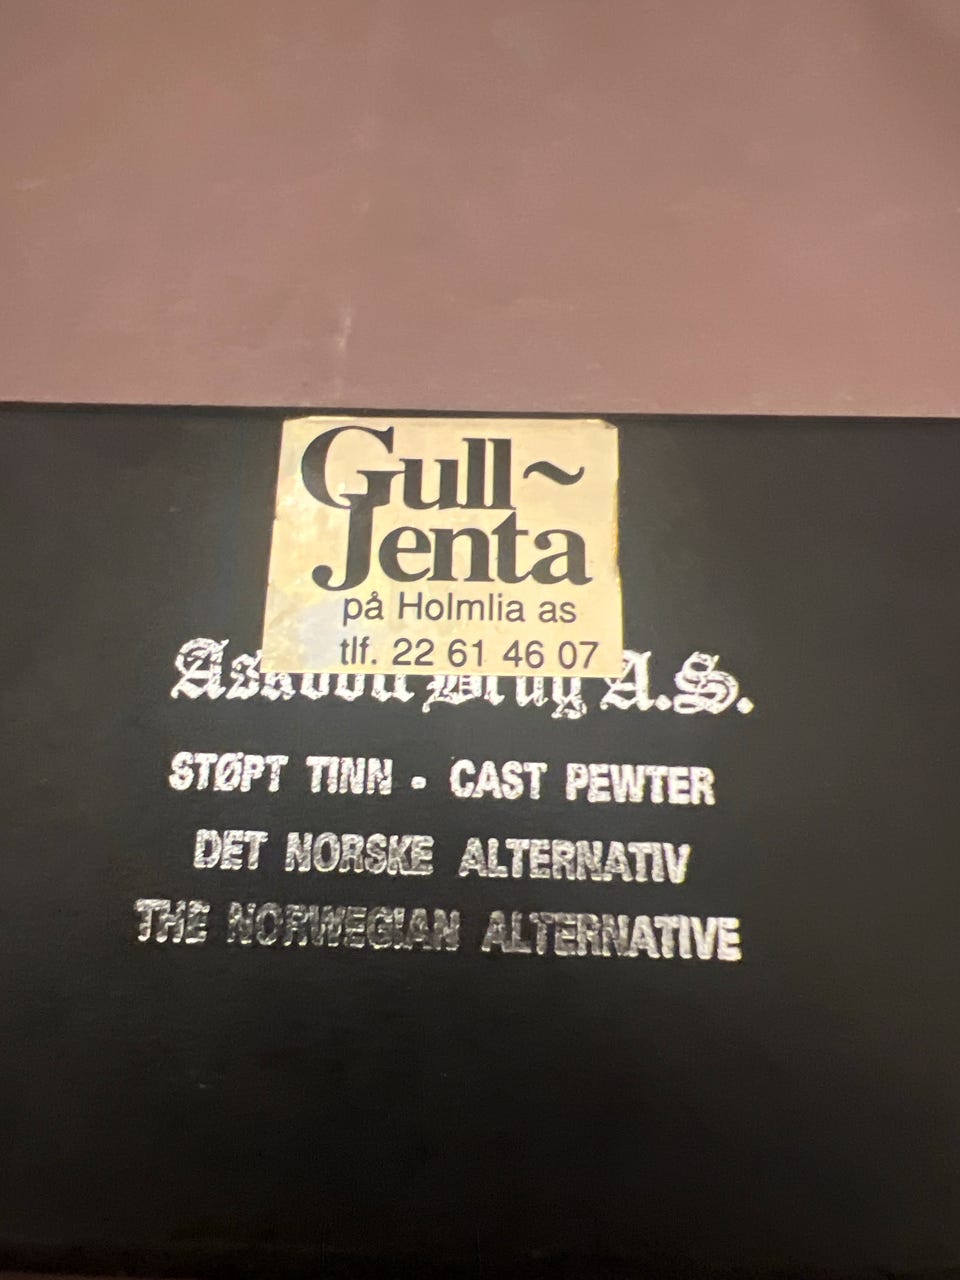 Gull~
Jenta
på Holmlia as
tlf. 22 61 46 07
A.S.
STØPT TINN - CAST PEWTER
DET NORSKE ALTERNATIV
THE NORWEGIAN ALTERNATIVE